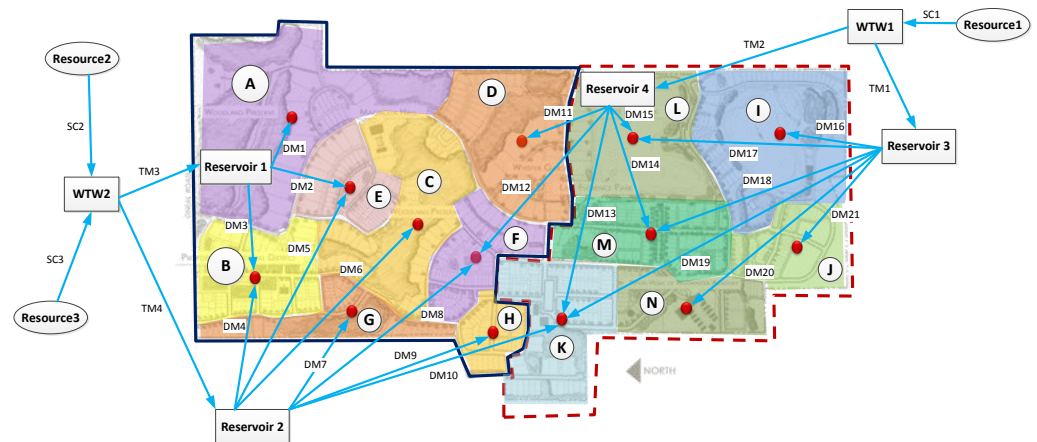 SC1
WTW1
Resource1
TM2
Resource2
A
D
Reservoir 4
L
I
TM1
DM11
DM15
DM16
SC2
DM1
DM14
DM17
Reservoir 3
TM3
Reservoir 1
C
DM18
WTW2
DM2
E
DM12
DM13
DM21
DM3
F
M
DM5
SC3
B
DM6
DM19
J
DM20
TM4
N
Resource3
DM4
G
DM8
H
K
DM7
DM9
DM10
NORTH
Reservoir 2